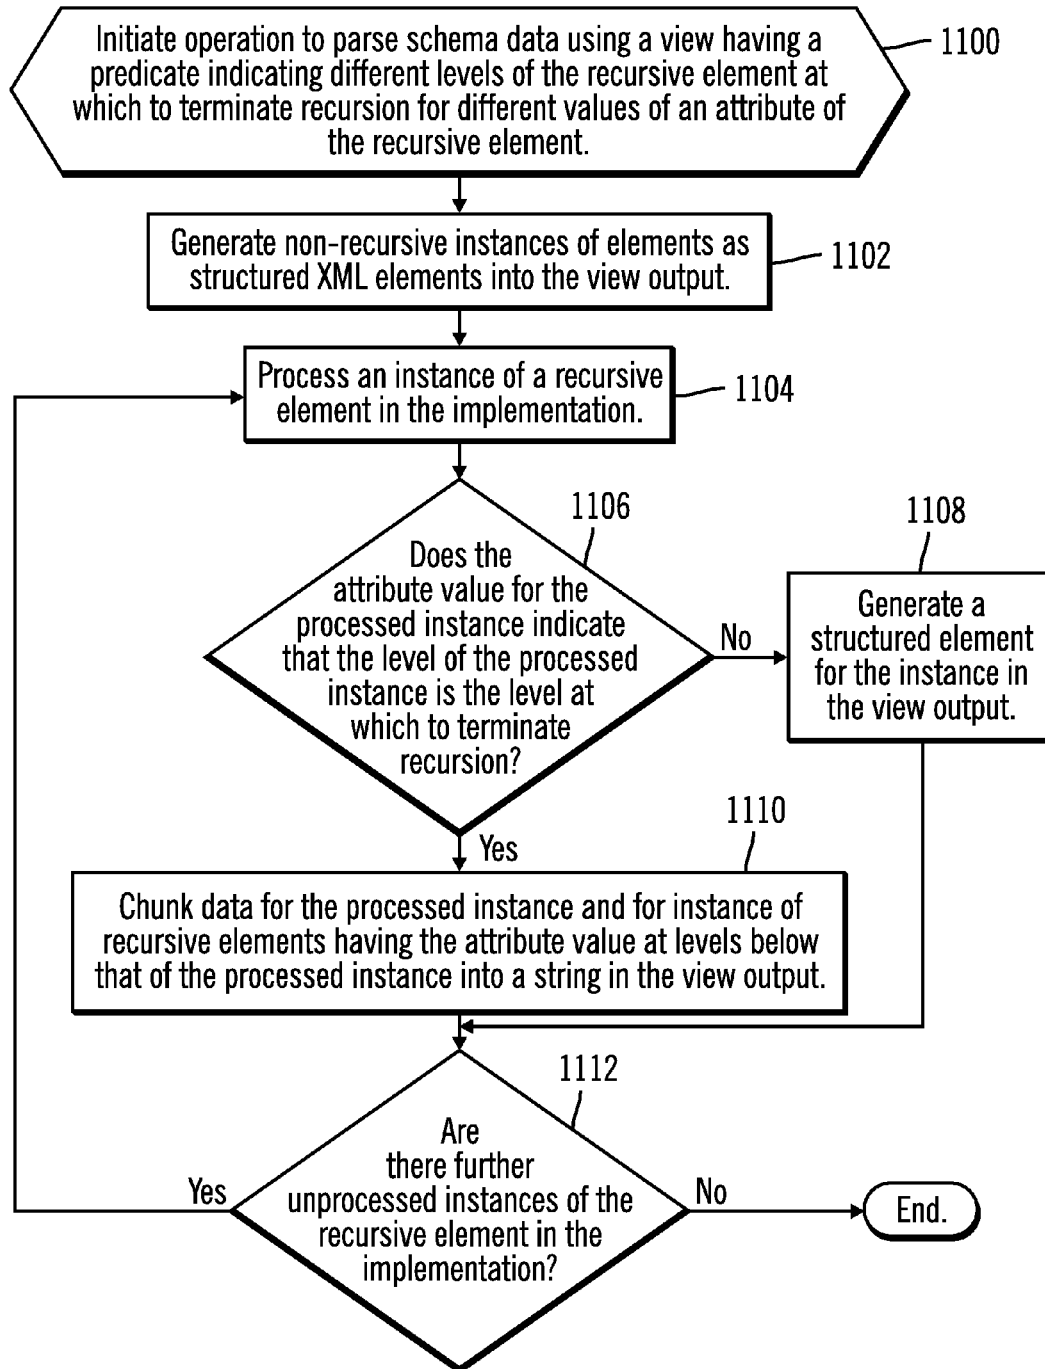 Initiate operation to parse schema data using a view having a
predicate indicating different levels of the recursive element at
which to terminate recursion for different values of an attribute of
the recursive element.
1100
Generate non-recursive instances of elements as
structured XML elements into the view output.
1102
Process an instance of a recursive
element in the implementation.
1104
1106
Does the
attribute value for the
processed instance indicate
that the level of the processed
instance is the level at
which to terminate
recursion?
No
1108
Generate a
structured element
for the instance in
the view output.
Yes
1110
Chunk data for the processed instance and for instance of
recursive elements having the attribute value at levels below
that of the processed instance into a string in the view output.
1112
Are
there further
unprocessed instances of the
recursive element in the
implementation?
Yes
No
End.